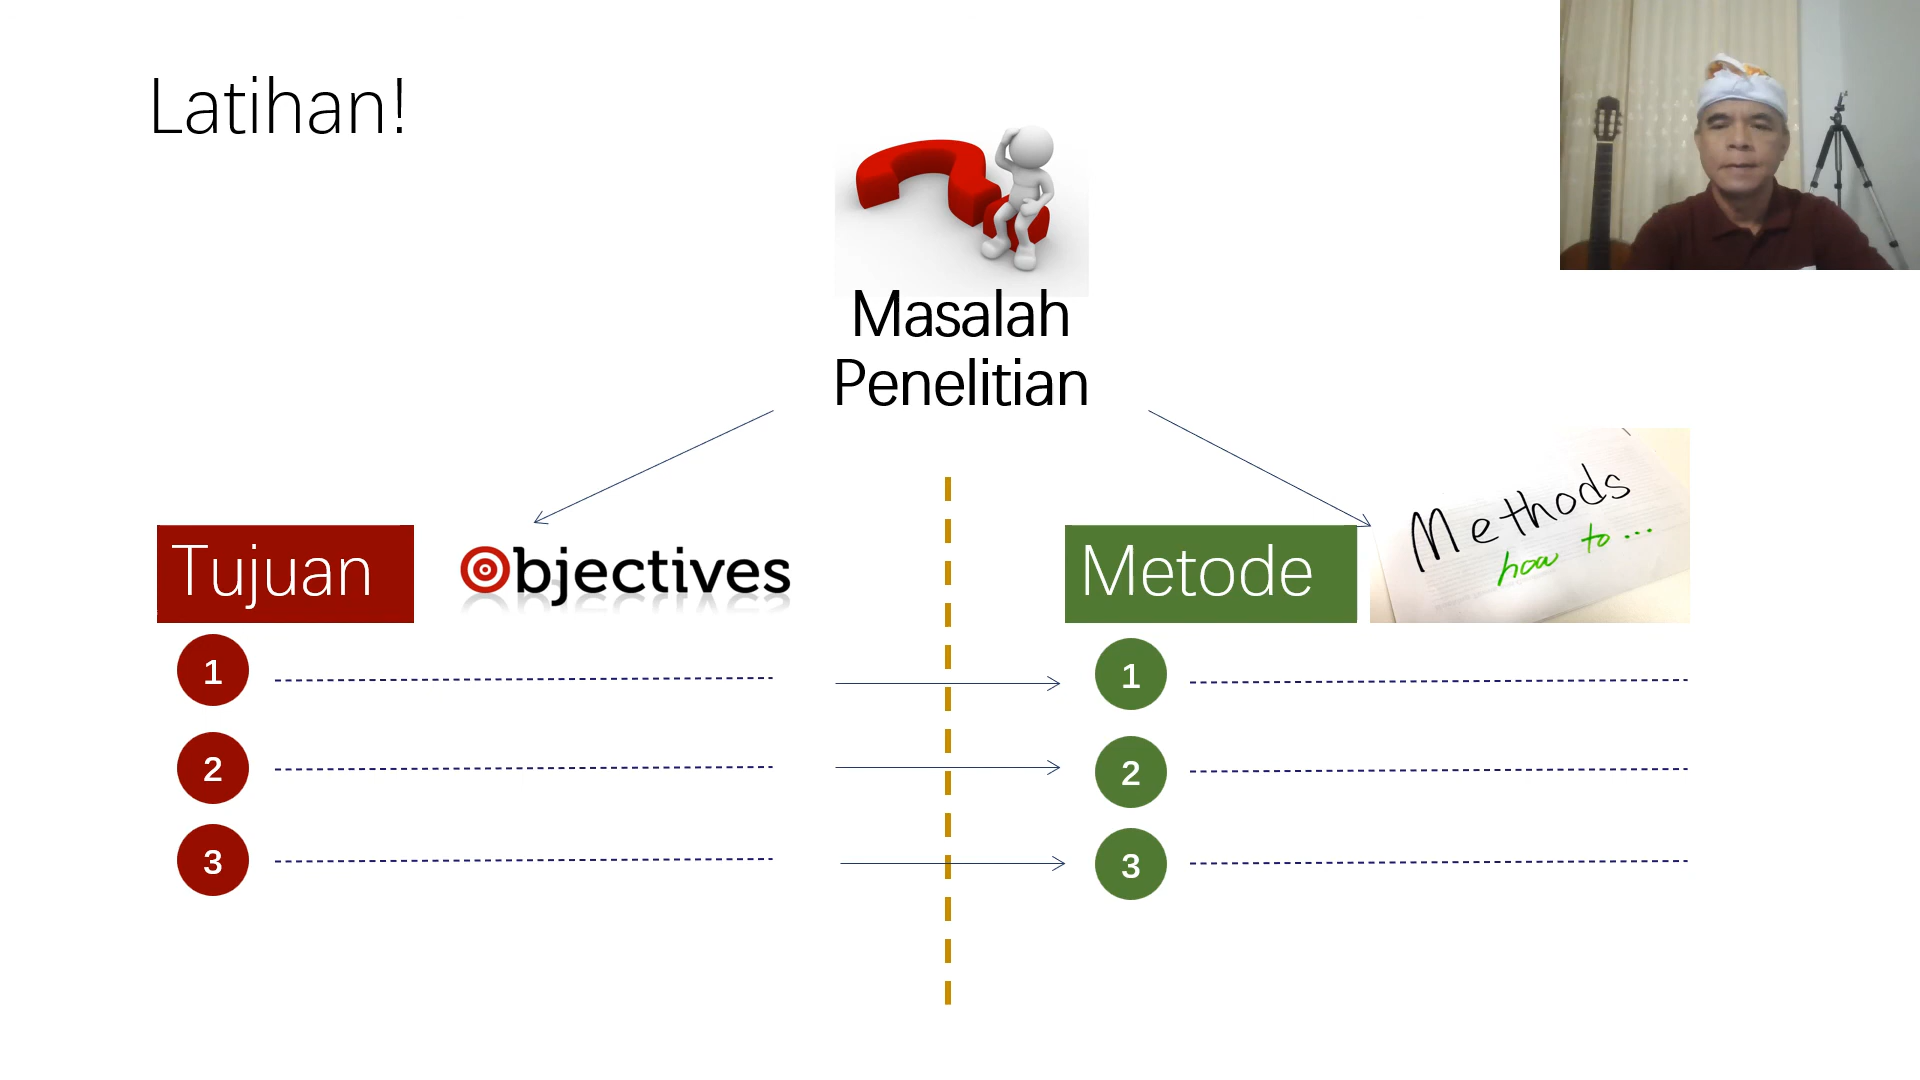 Latihan!
Masalah
Penelitian
Tujuan
Objectives
Metode
Methods
how to ...
1
1
2
2
3
3